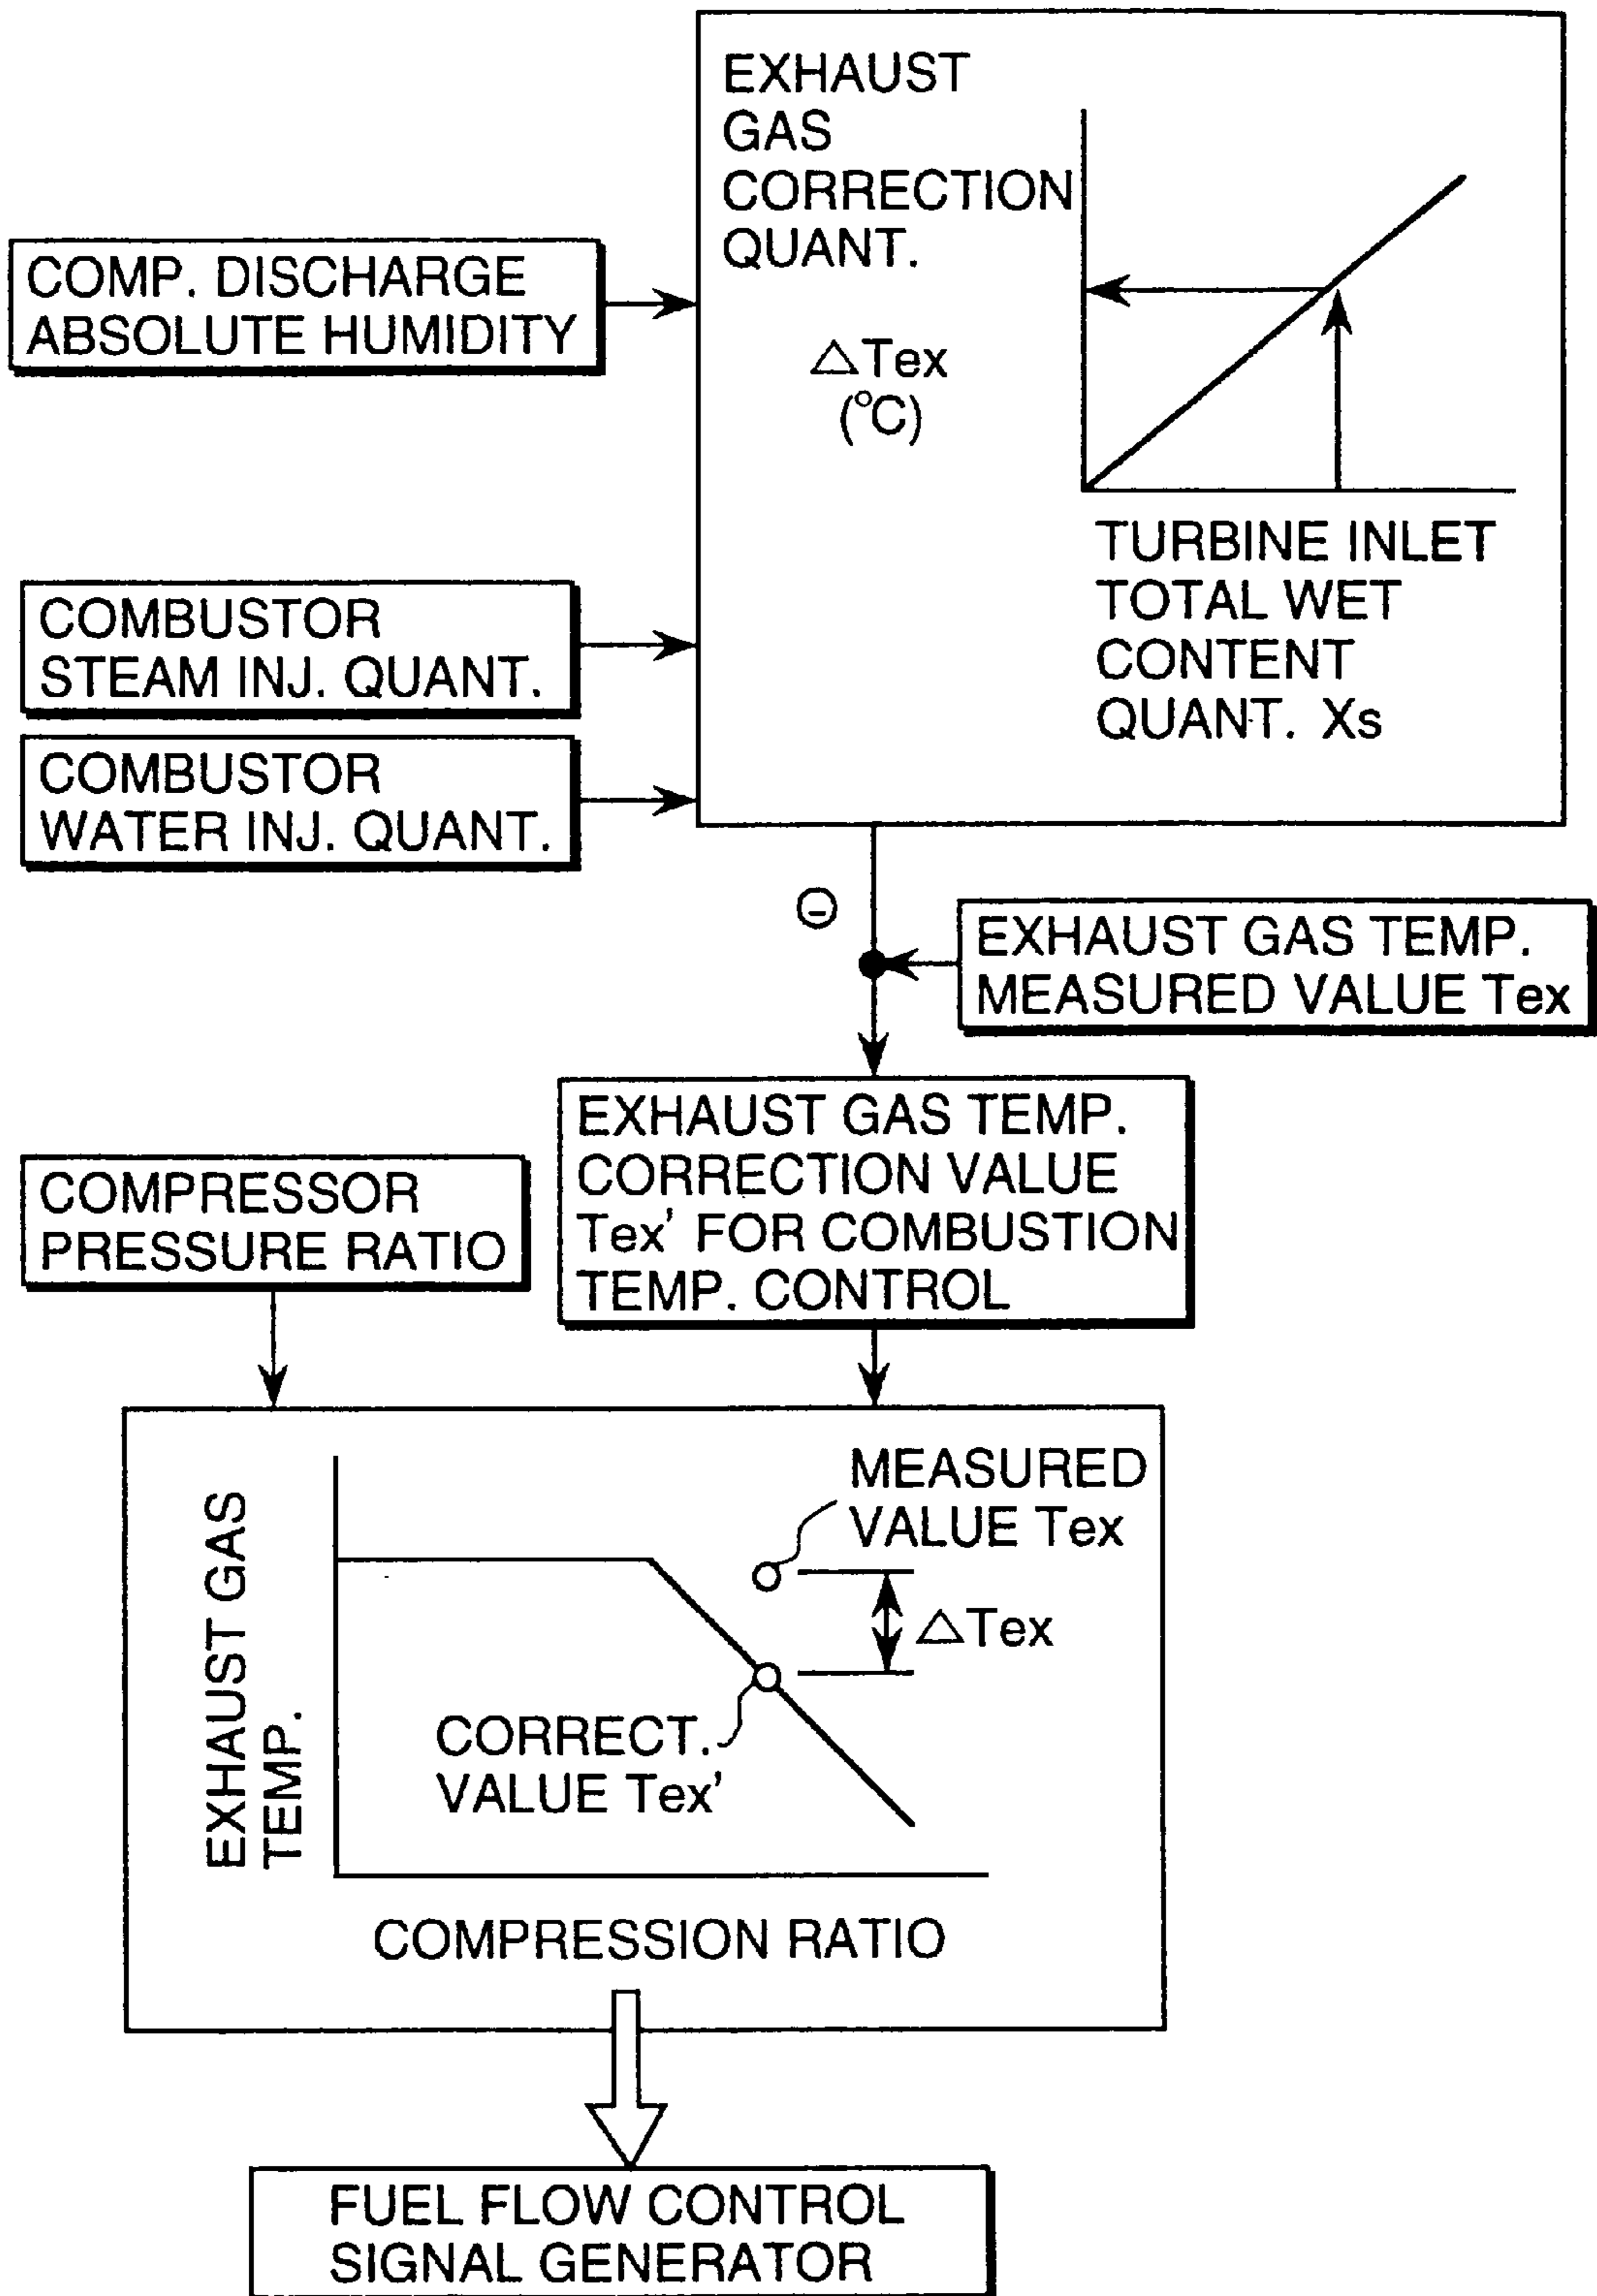 EXHAUST
GAS
CORRECTION
QUANT.
△Tex
(°C)
TURBINE INLET
TOTAL WET
CONTENT
QUANT. Xs
COMP. DISCHARGE
ABSOLUTE HUMIDITY
COMBUSTOR
STEAM INJ. QUANT.
COMBUSTOR
WATER INJ. QUANT.
⊖
EXHAUST GAS TEMP.
MEASURED VALUE Tex
EXHAUST GAS TEMP.
CORRECTION VALUE
Tex' FOR COMBUSTION
TEMP. CONTROL
COMPRESSOR
PRESSURE RATIO
EXHAUST GAS
TEMP.
MEASURED
VALUE Tex
△Tex
CORRECT.
VALUE Tex'
COMPRESSION RATIO
FUEL FLOW CONTROL
SIGNAL GENERATOR